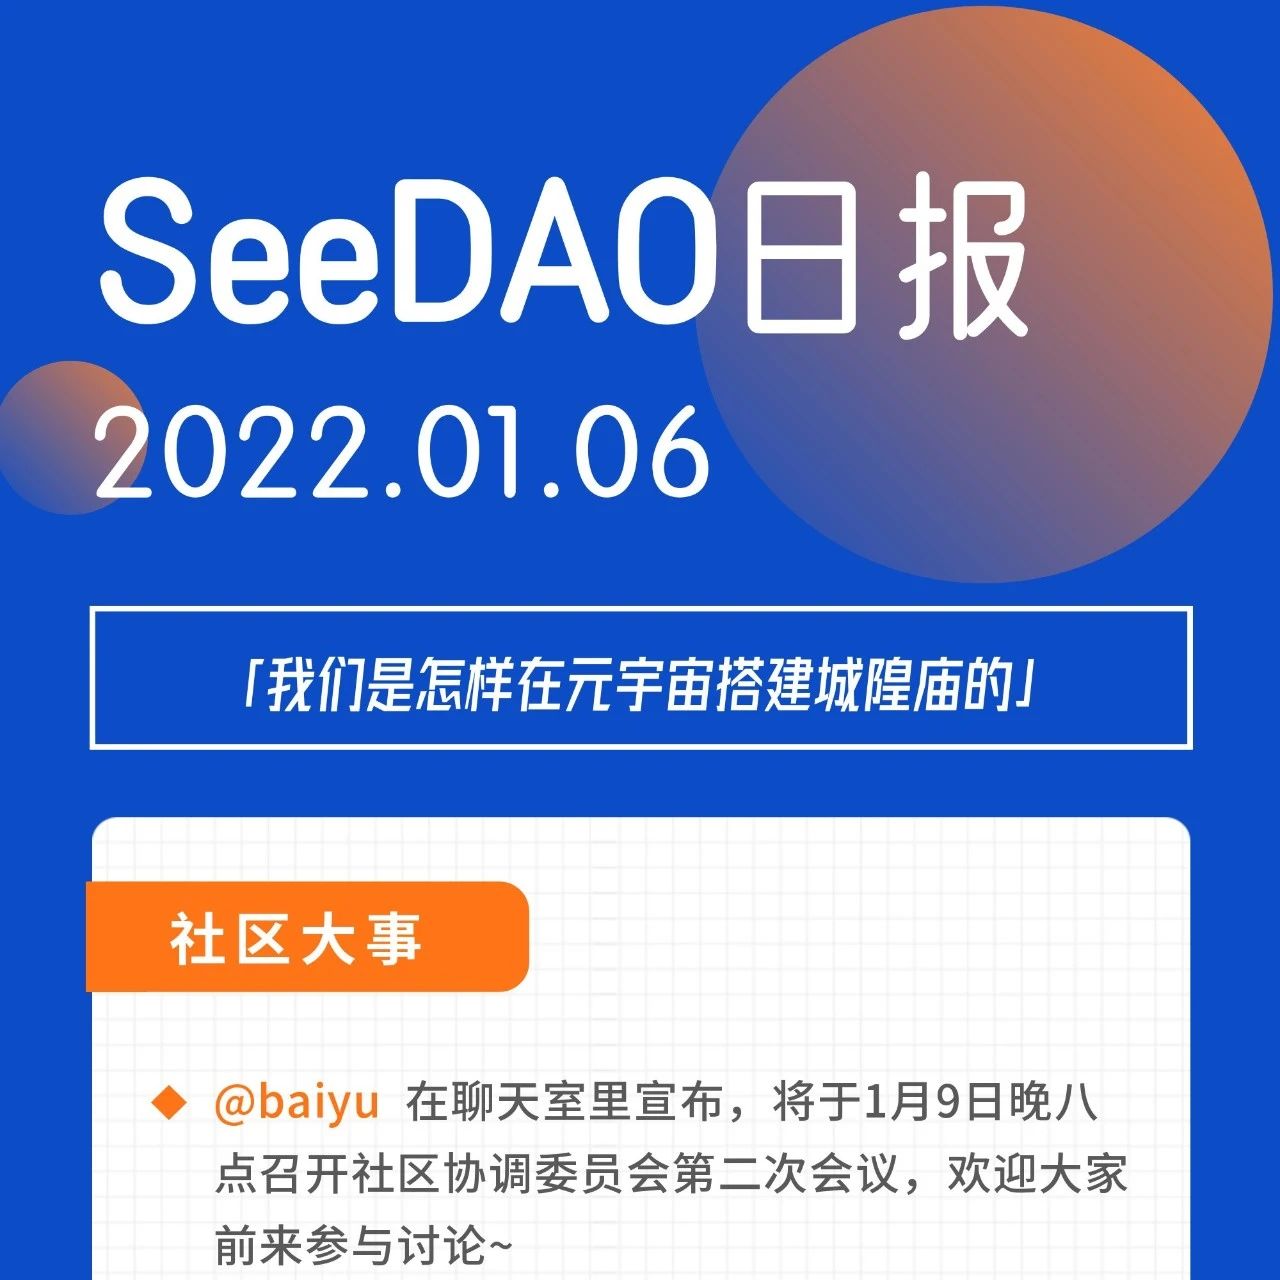 SeeDAO日报
2022.01.06
「我们是怎样在元宇宙搭建城隍庙的」
社区大事
@baiyu 在聊天室里宣布，将于1月9日晚八
点召开社区协调委员会第二次会议，欢迎大家
前来参与讨论~